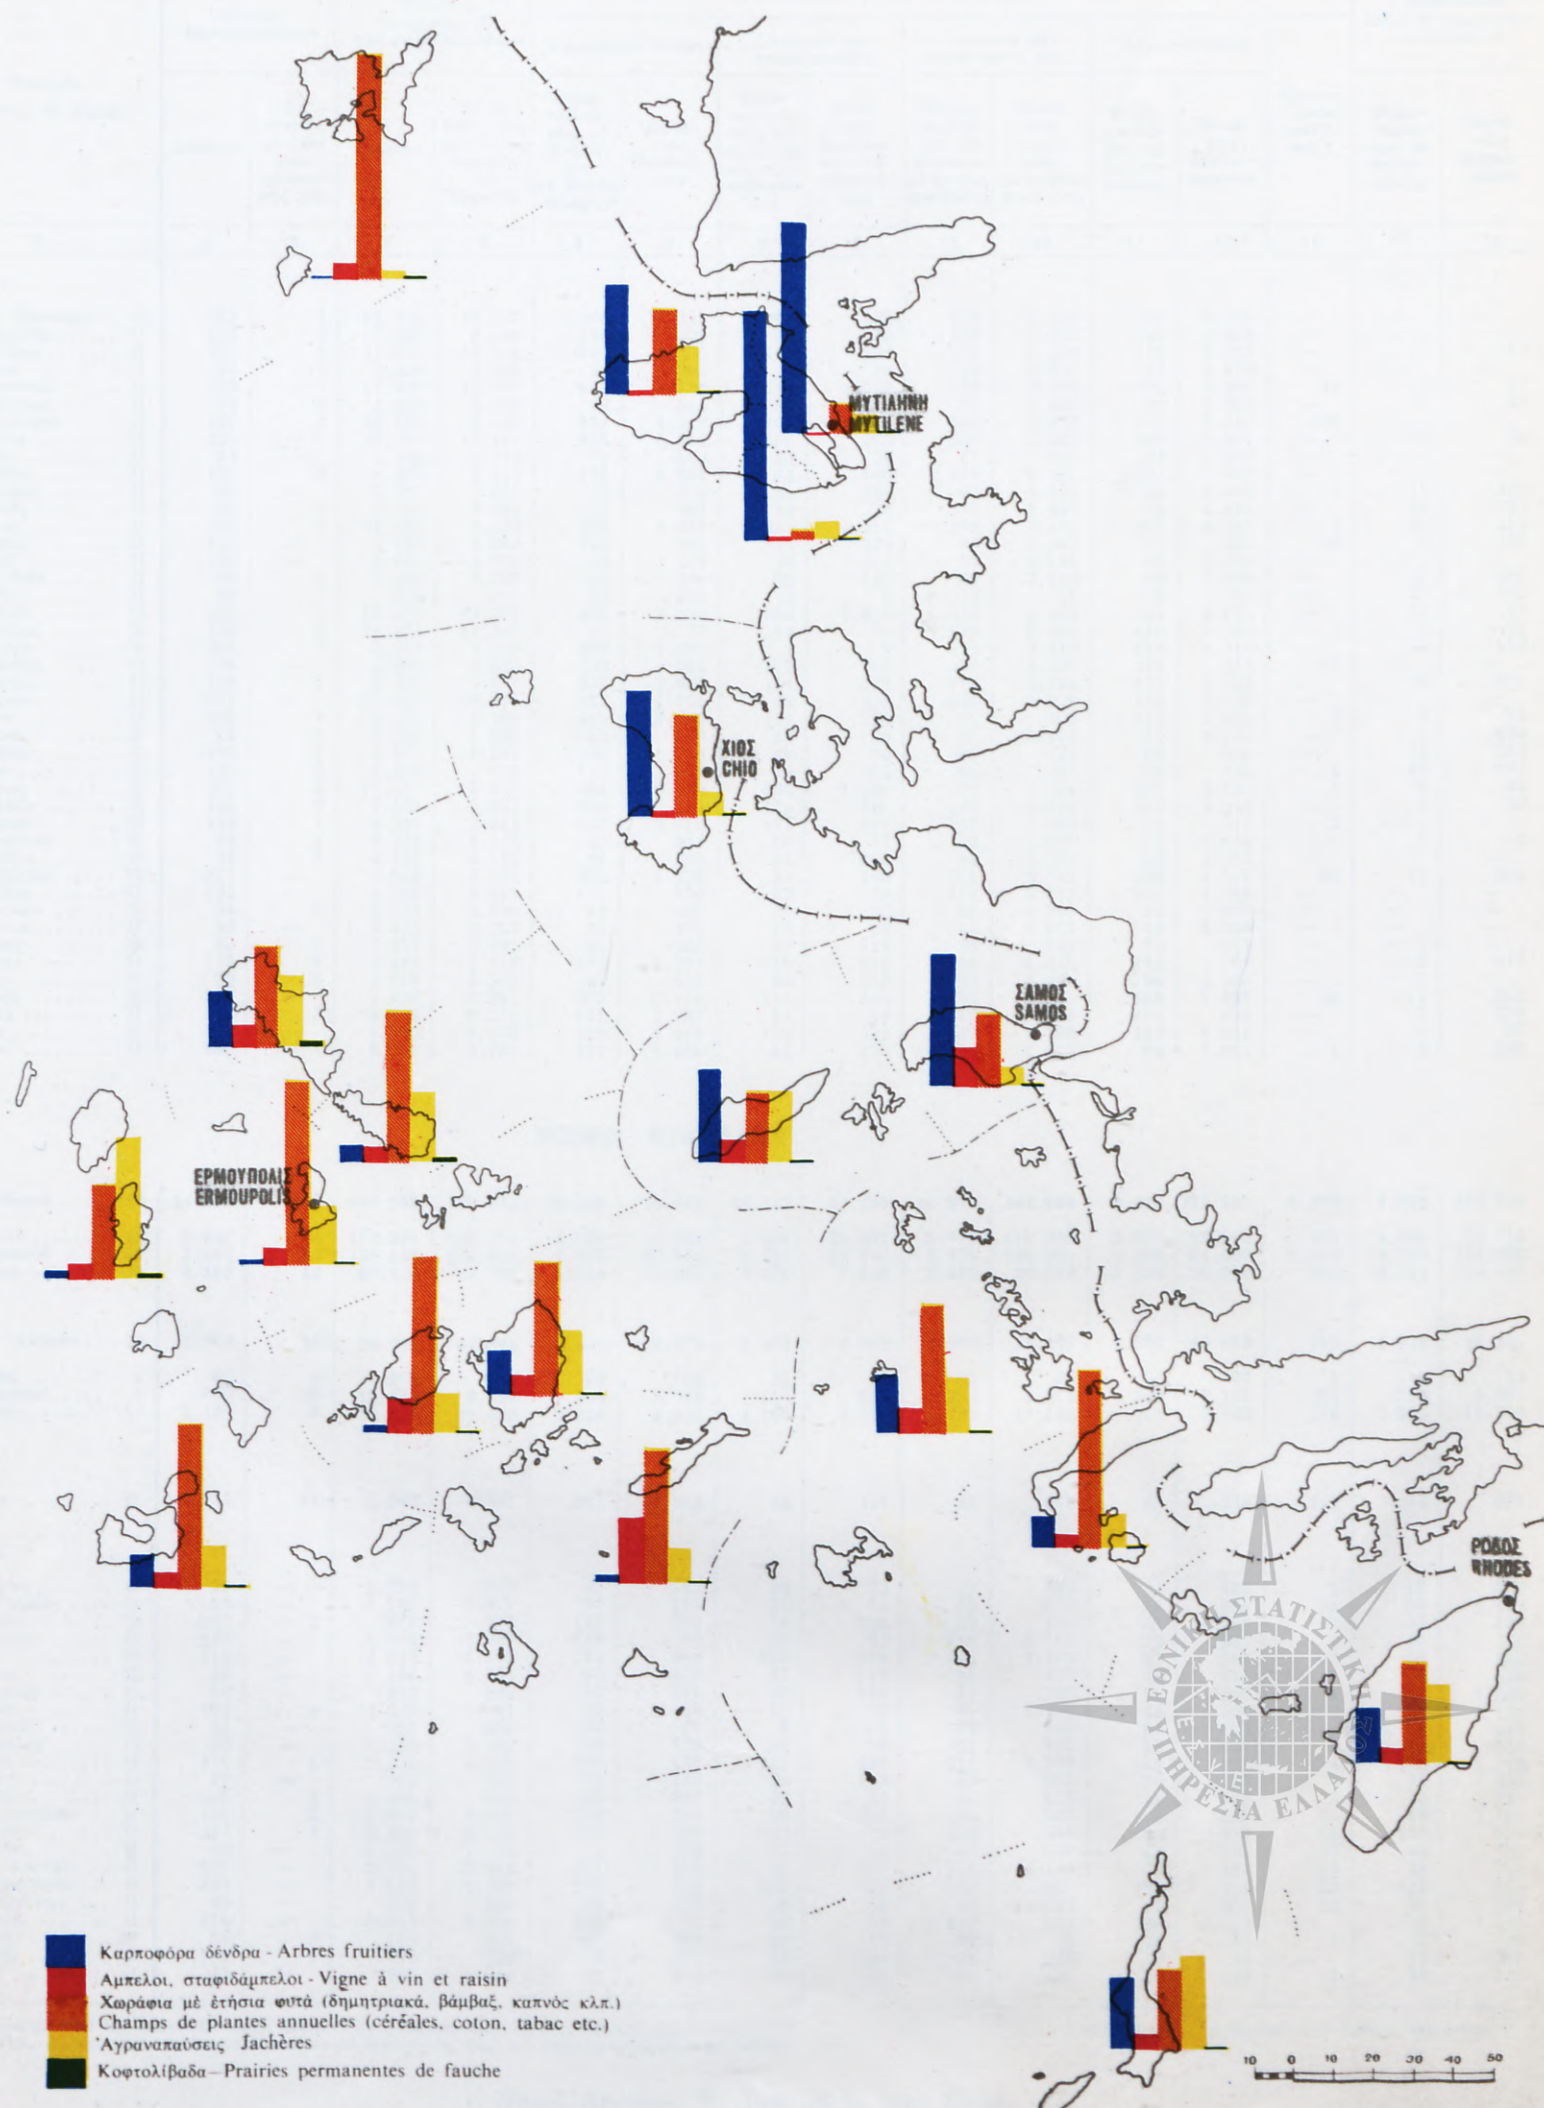 ΜΥΤΙΛΗΝΗ
MYTILENE
ΧΙΟΣ
CHIO
ΣΑΜΟΣ
SAMOS
ΕΡΜΟΥΠΟΛΙΣ
ERMOUPOLIS
ΡΟΔΟΣ
RHODES
ΕΘΝΙΚΗ ΣΤΑΤΙΣΤΙΚΗ
ΥΠΗΡΕΣΙΑ ΕΛΛΑΔΟΣ
Ε.Σ.Υ.Ε.
Καρποφόρα δένδρα - Arbres fruitiers
Αμπελοι, σταφιδάμπελοι - Vigne à vin et raisin
Χωράφια μὲ ἐτήσια φυτά (δημητριακά, βάμβαξ, καπνὸς κλπ.)
Champs de plantes annuelles (céréales, coton, tabac etc.)
Ἀγραναπαύσεις Jachères
Κοφτολίβαδα—Prairies permanentes de fauche
10 0 10 20 30 40 50